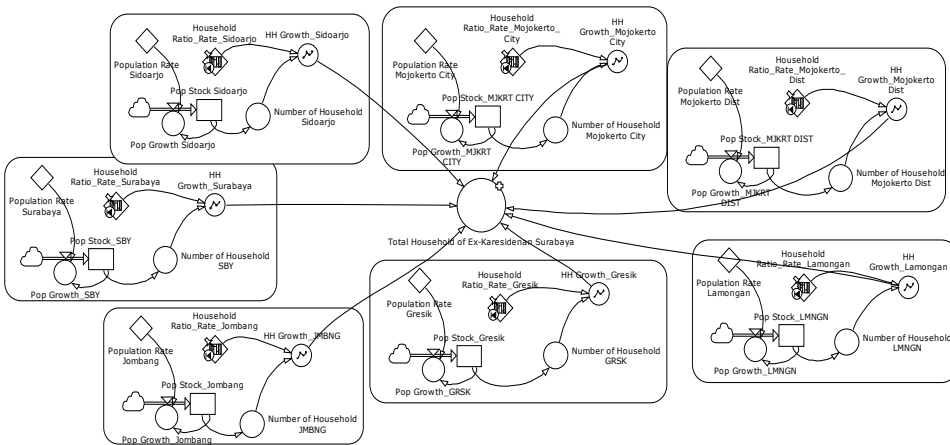 Household
Ratio_Rate_Sidoarjo
HH Growth_Sidoarjo
Population Rate
Sidoarjo
Pop Stock_Sidoarjo
Number of Household
Sidoarjo
Pop Growth_Sidoarjo
Household
Ratio_Rate_Mojokerto_
City
HH
Growth_Mojokerto
City
Population Rate
Mojokerto City
Pop Stock_MJKRT CITY
Number of Household
Mojokerto City
Pop Growth_MJKRT
CITY
Household
Ratio_Rate_Mojokerto_
Dist
HH
Growth_Mojokerto
Dist
Population Rate
Mojokerto Dist
Pop Stock_MJKRT DIST
Number of Household
Mojokerto Dist
Pop Growth_MJKRT
DIST
Household
Ratio_Rate_Surabaya
HH
Growth_Surabaya
Population Rate
Surabaya
Pop Stock_SBY
Number of Household
SBY
Pop Growth_SBY
Total Household of Ex-Karesidenan Surabaya
Household
Ratio_Rate_Jombang
HH Growth_JMBNG
Population Rate
Jombang
Pop Stock_Jombang
Number of Household
JMBNG
Pop Growth_Jombang
Household
Ratio_Rate_Gresik
HH Growth_Gresik
Population Rate
Gresik
Pop Stock_Gresik
Number of Household
GRSK
Pop Growth_GRSK
Household
Ratio_Rate_Lamongan
HH
Growth_Lamongan
Population Rate
Lamongan
Pop Stock_LMNGN
Number of Household
LMNGN
Pop Growth_LMNGN